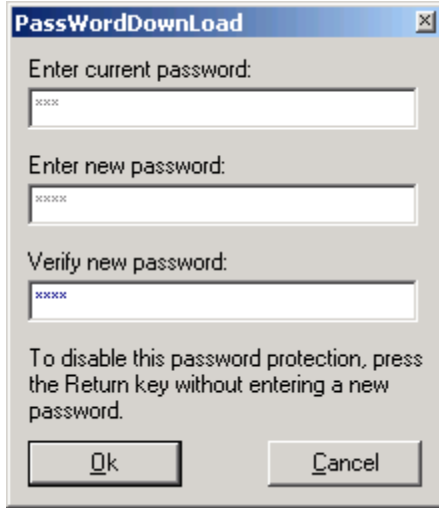 PassWordDownLoad
Enter current password:
***
Enter new password:
****
Verify new password:
****
To disable this password protection, press
the Return key without entering a new
password.
Ok
Cancel